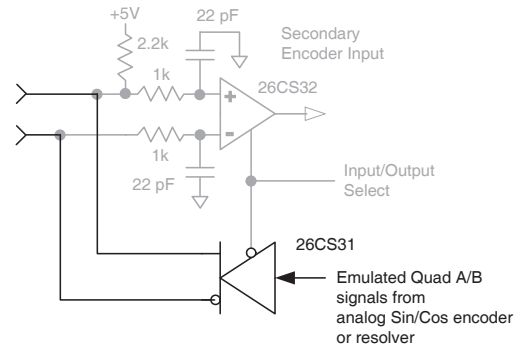 +5V
22 pF
2.2k
Secondary
Encoder Input
1k
26CS32
+
-
1k
22 pF
Input/Output
Select
26CS31
Emulated Quad A/B
signals from
analog Sin/Cos encoder
or resolver